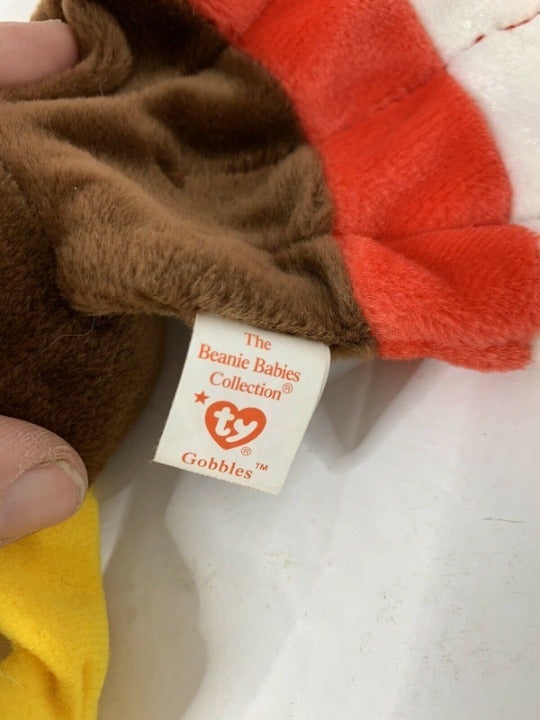 The
Beanie Babies
Collection®
ty®
Gobbles™